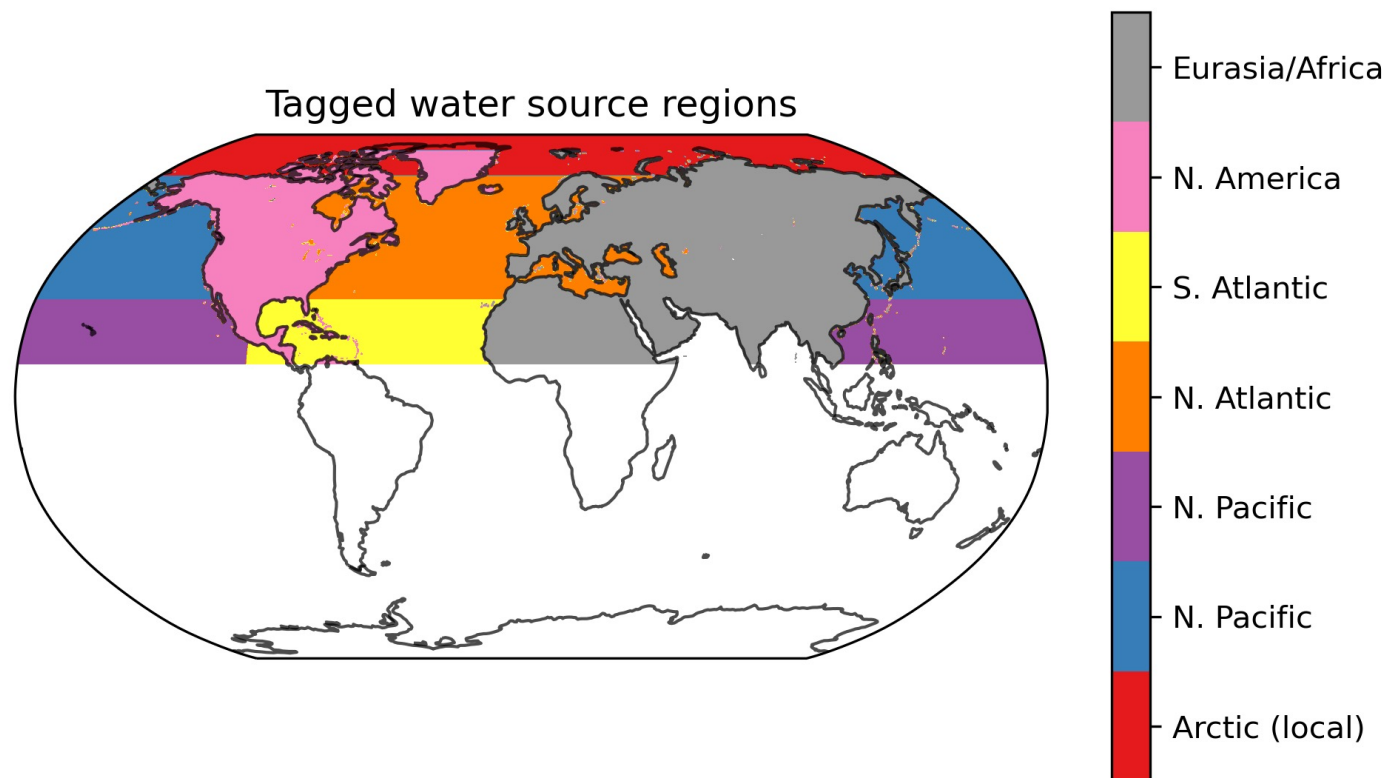 Tagged water source regions
Eurasia/Africa
N. America
S. Atlantic
N. Atlantic
N. Pacific
N. Pacific
Arctic (local)